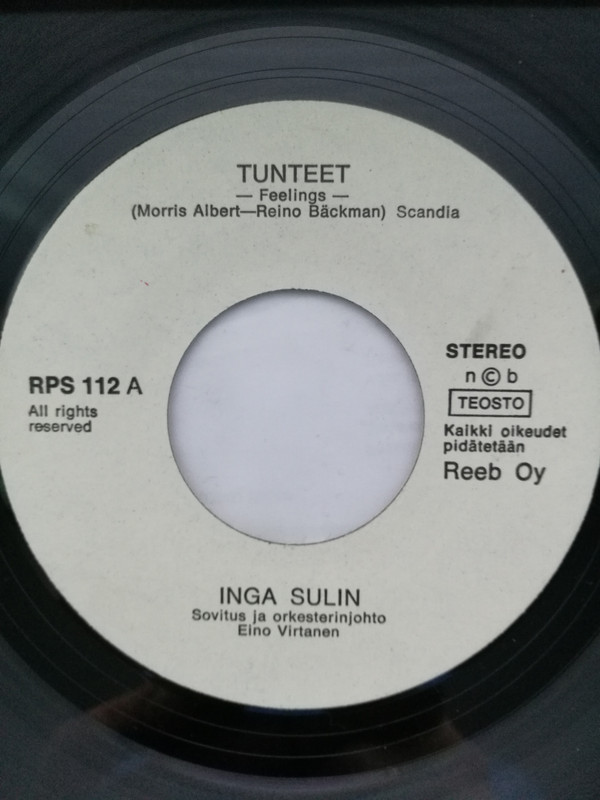 TUNTEET
— Feelings —
(Morris Albert—Reino Bäckman) Scandia
RPS 112 A
All rights
reserved
STEREO
n © b
TEOSTO
Kaikki oikeudet
pidätetään
Reeb Oy
INGA SULIN
Sovitus ja orkesterinjohto
Eino Virtanen